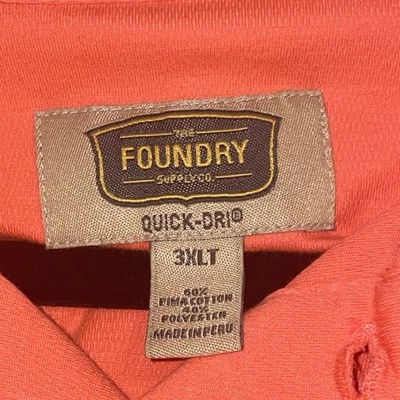 THE
FOUNDRY
SUPPLY CO.
QUICK-DRI®
3XLT
60%
PIMA COTTON
40%
POLYESTER
MADE IN PERU